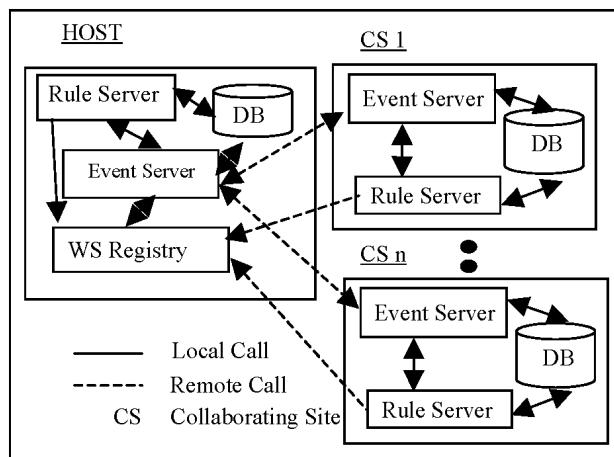 HOST
Rule Server
DB
Event Server
WS Registry
CS 1
Event Server
DB
Rule Server
CS n
Event Server
DB
Rule Server
Local Call
Remote Call
CS Collaborating Site